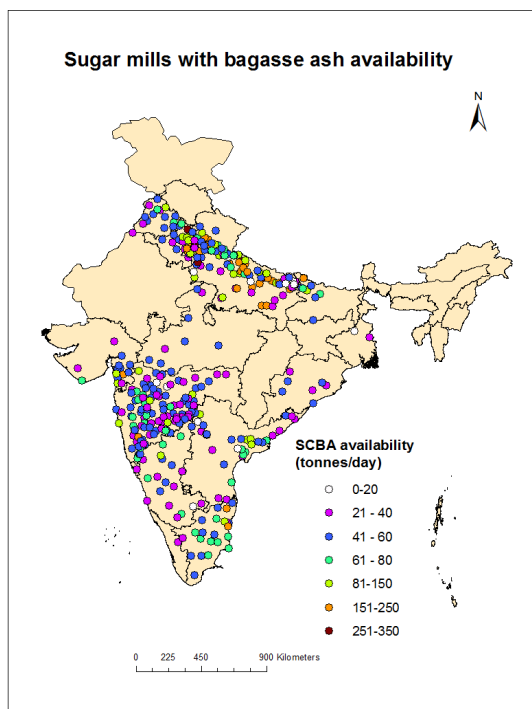 Sugar mills with bagasse ash availability
N
SCBA availability
(tonnes/day)
0-20
21 - 40
41 - 60
61 - 80
81-150
151-250
251-350
0 225 450 900 Kilometers